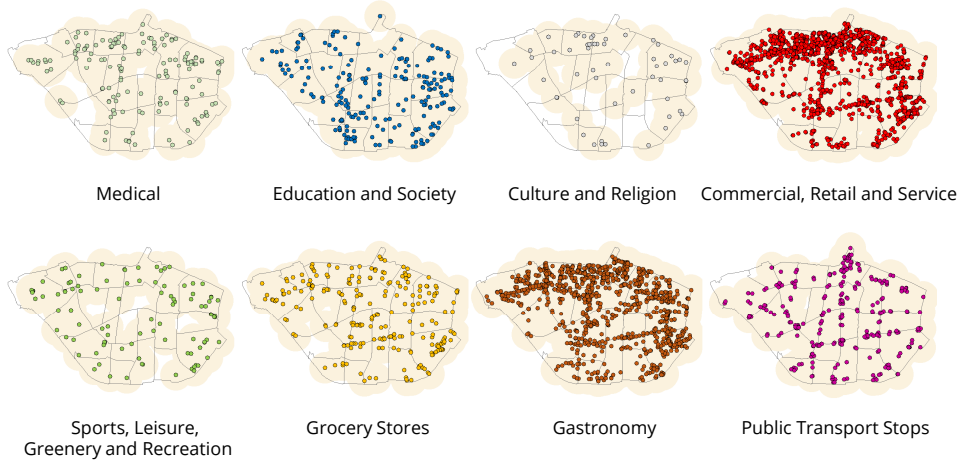 Medical
Education and Society
Culture and Religion
Commercial, Retail and Service
Sports, Leisure,
Greenery and Recreation
Grocery Stores
Gastronomy
Public Transport Stops